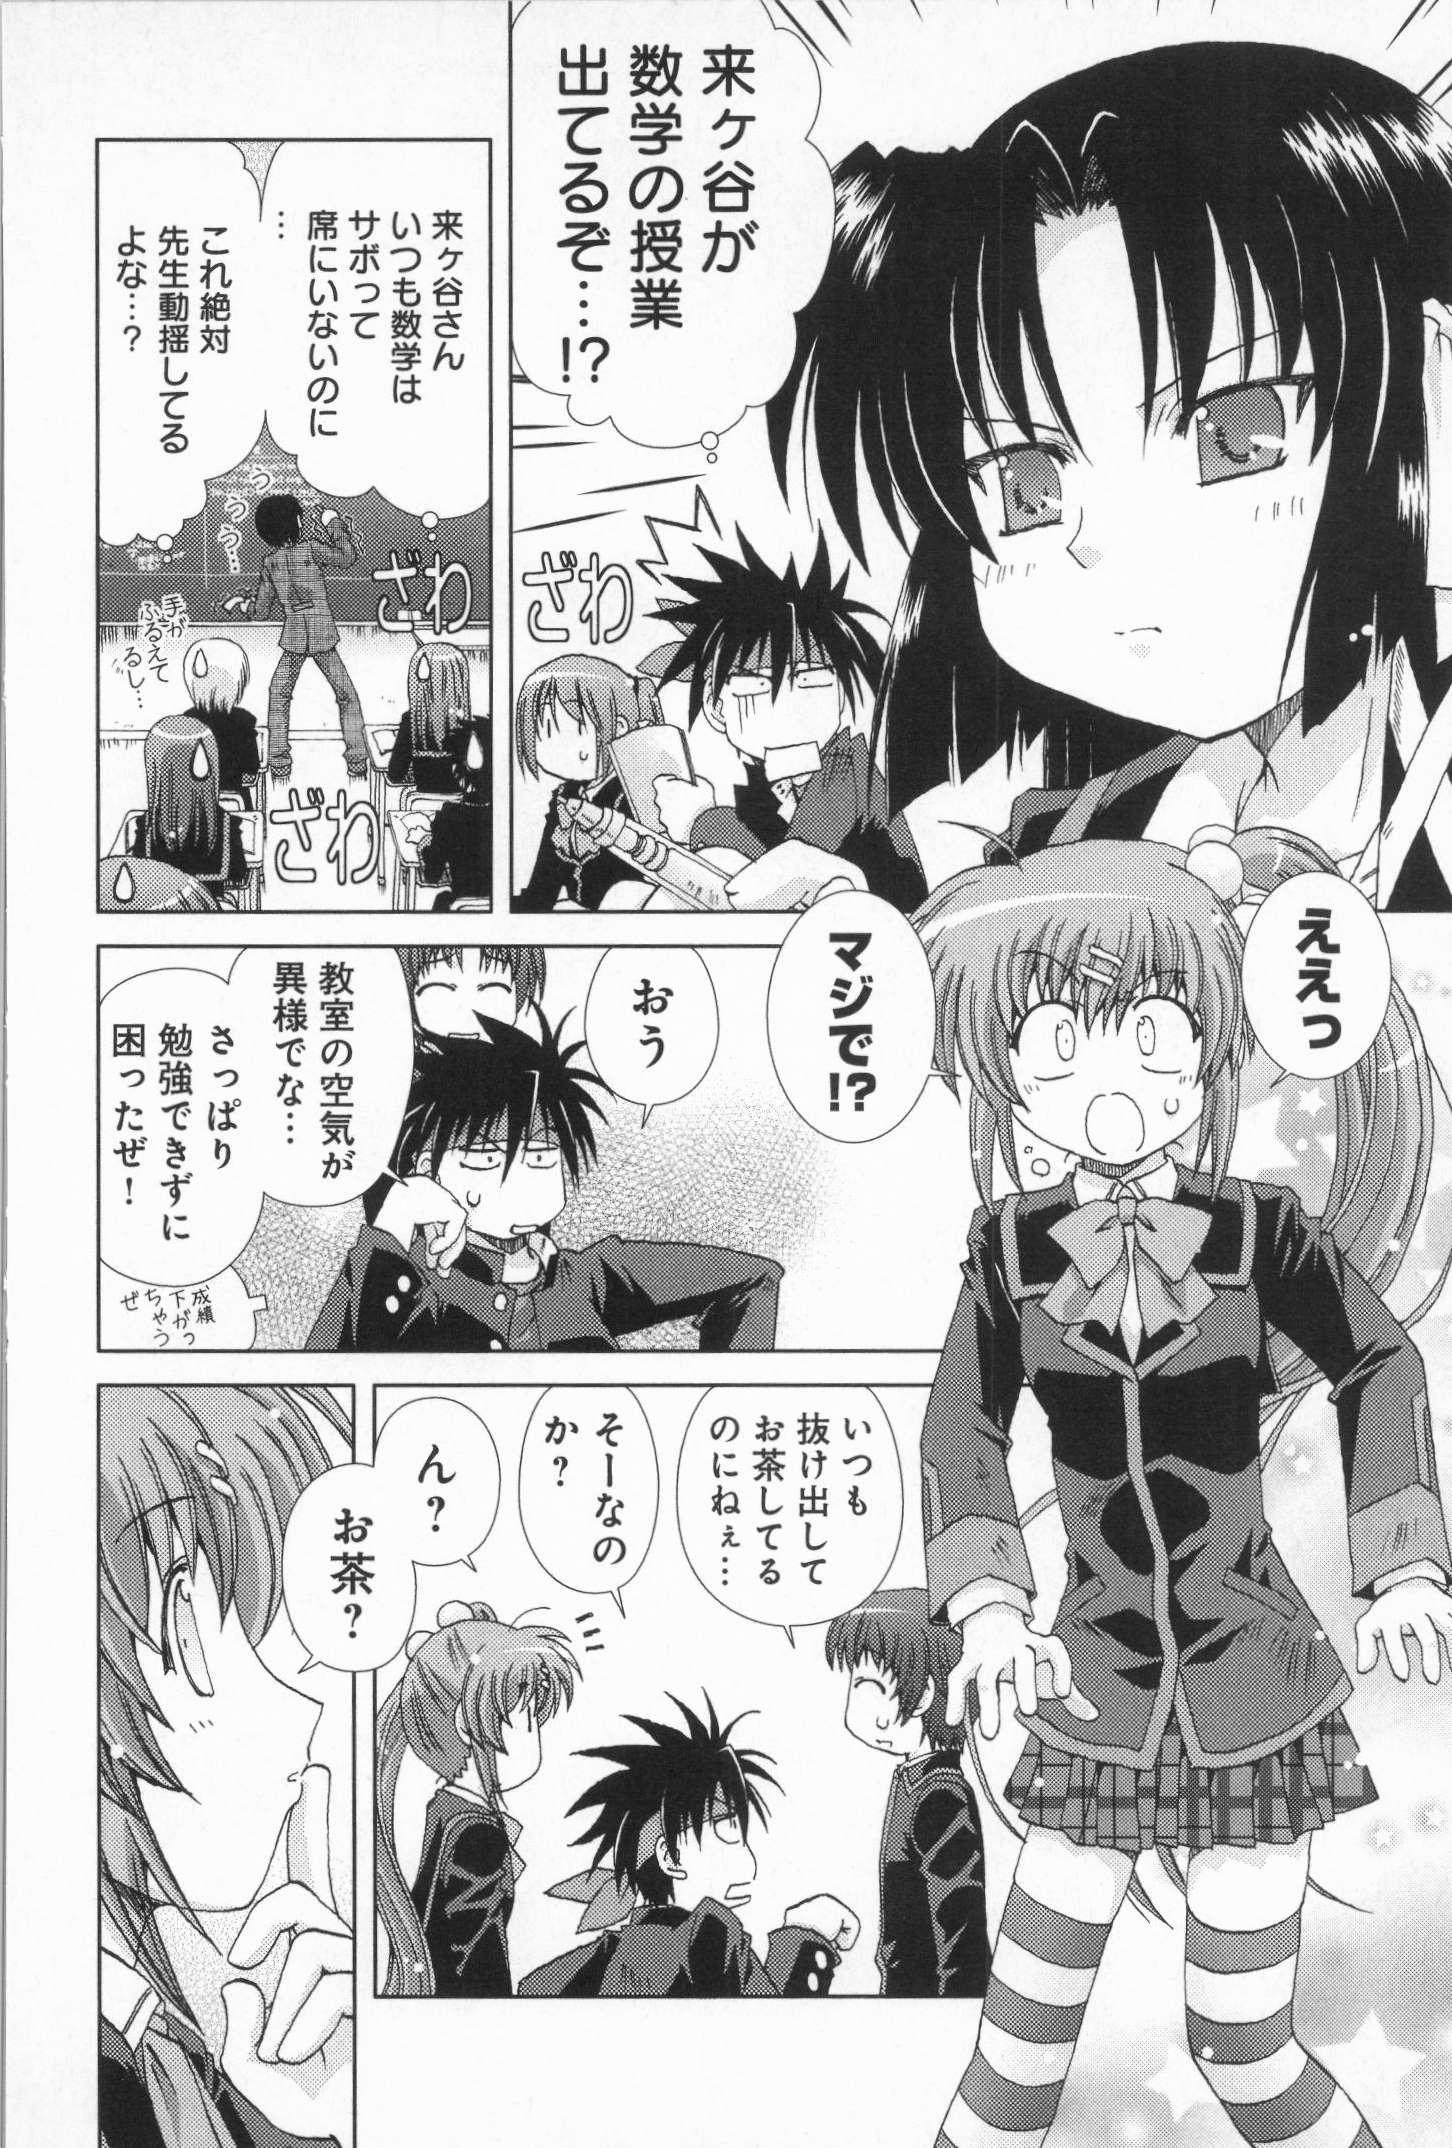 来ヶ谷が
数学の授業
出てるぞ…!?
ざわ
来ヶ谷さん
いつも数学は
サボって
席にいないのに
…
これ絶対
先生動揺してる
よな…?
うっうっ…
手が
ふるえて
るし…
ざわ
ざわ
ええっ
マジで!?
おう
教室の空気が
異様でな…
さっぱり
勉強できずに
困ったぜ!
成績
下がっ
ちゃう
ぜ
いつも
抜け出して
お茶してる
のにねぇ…
そーなの
か?
ん?
お茶?